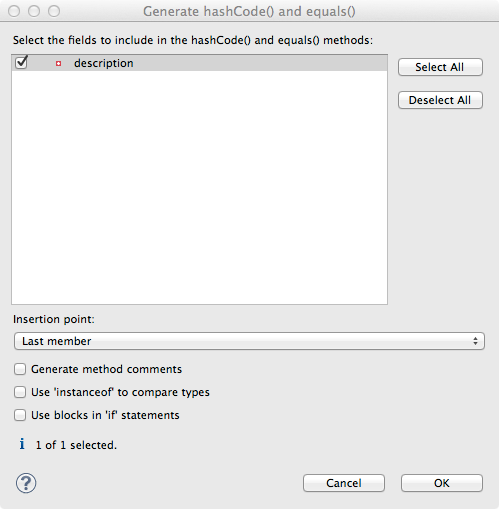 Generate hashCode() and equals()
Select the fields to include in the hashCode() and equals() methods:
description
Select All
Deselect All
Insertion point:
Last member
Generate method comments
Use 'instanceof' to compare types
Use blocks in 'if' statements
i 1 of 1 selected.
? Cancel OK